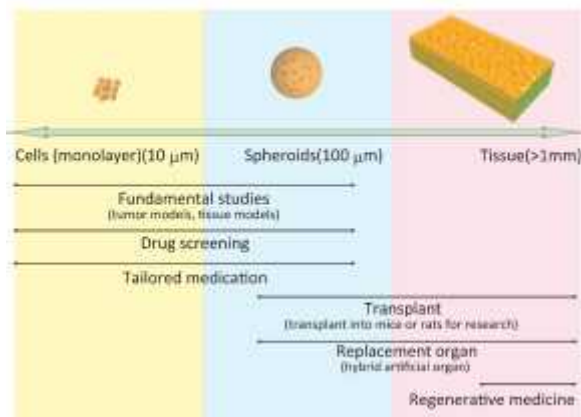 Cells (monolayer)(10 μm) Spheroids(100 μm) Tissue(>1mm)
Fundamental studies
(tumor models, tissue models)
Drug screening
Tailored medication
Transplant
(transplant into mice or rats for research)
Replacement organ
(hybrid artificial organ)
Regenerative medicine